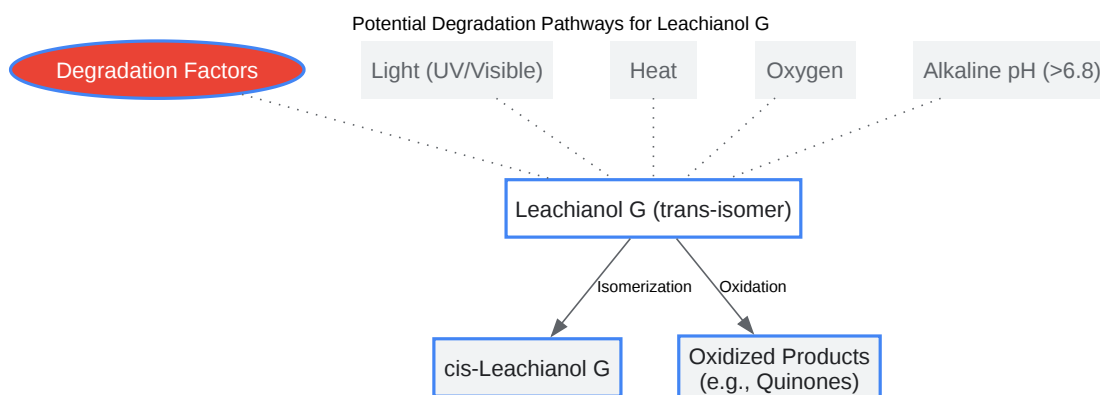 Potential Degradation Pathways for Leachianol G
Degradation Factors
Light (UV/Visible)
Heat
Oxygen
Alkaline pH (>6.8)
Leachianol G (trans-isomer)
Isomerization
Oxidation
cis-Leachianol G
Oxidized Products
(e.g., Quinones)